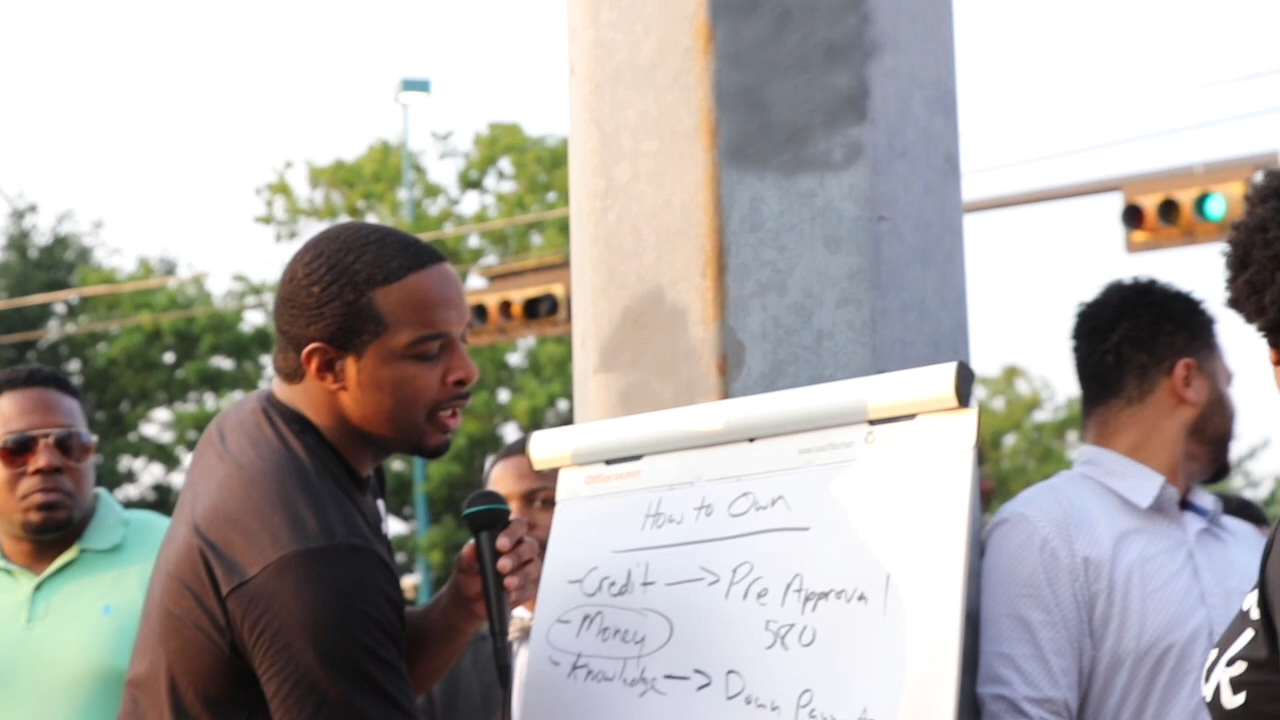 How to Own
-Credit → Pre Approval
-Money 580
-Knowledge → Down